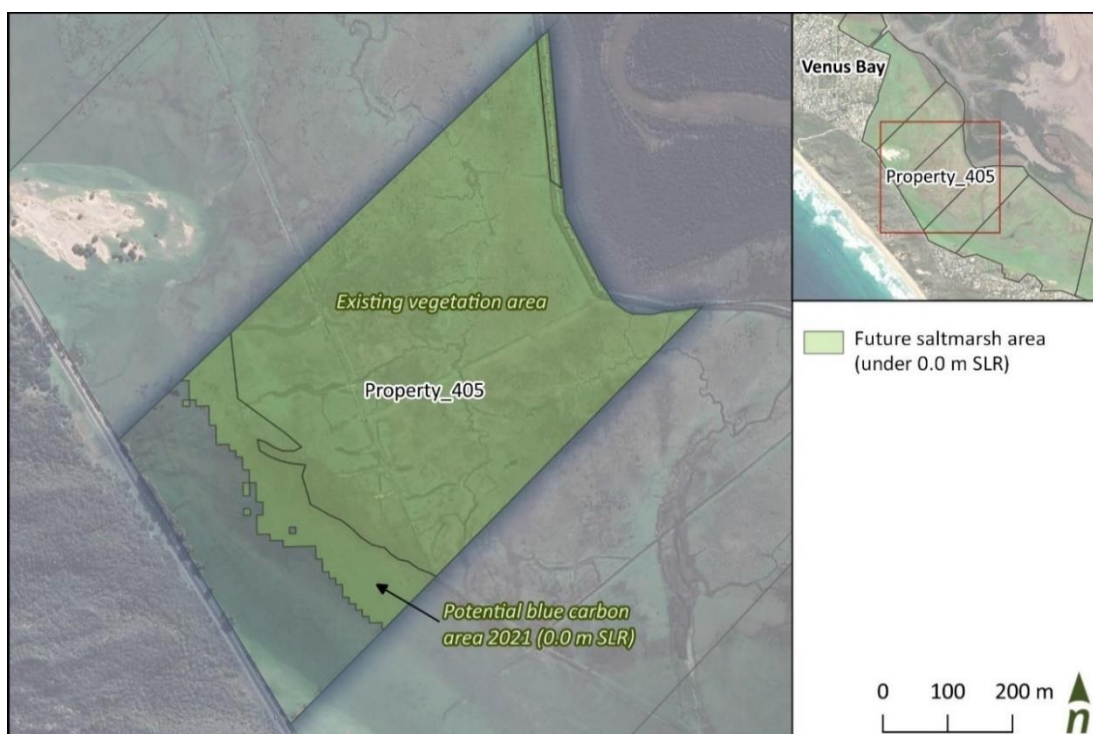 Existing vegetation area
Property_405
Potential blue carbon
area 2021 (0.0 m SLR)
Venus Bay
Property_405
Future saltmarsh area
(under 0.0 m SLR)
0 100 200 m
n